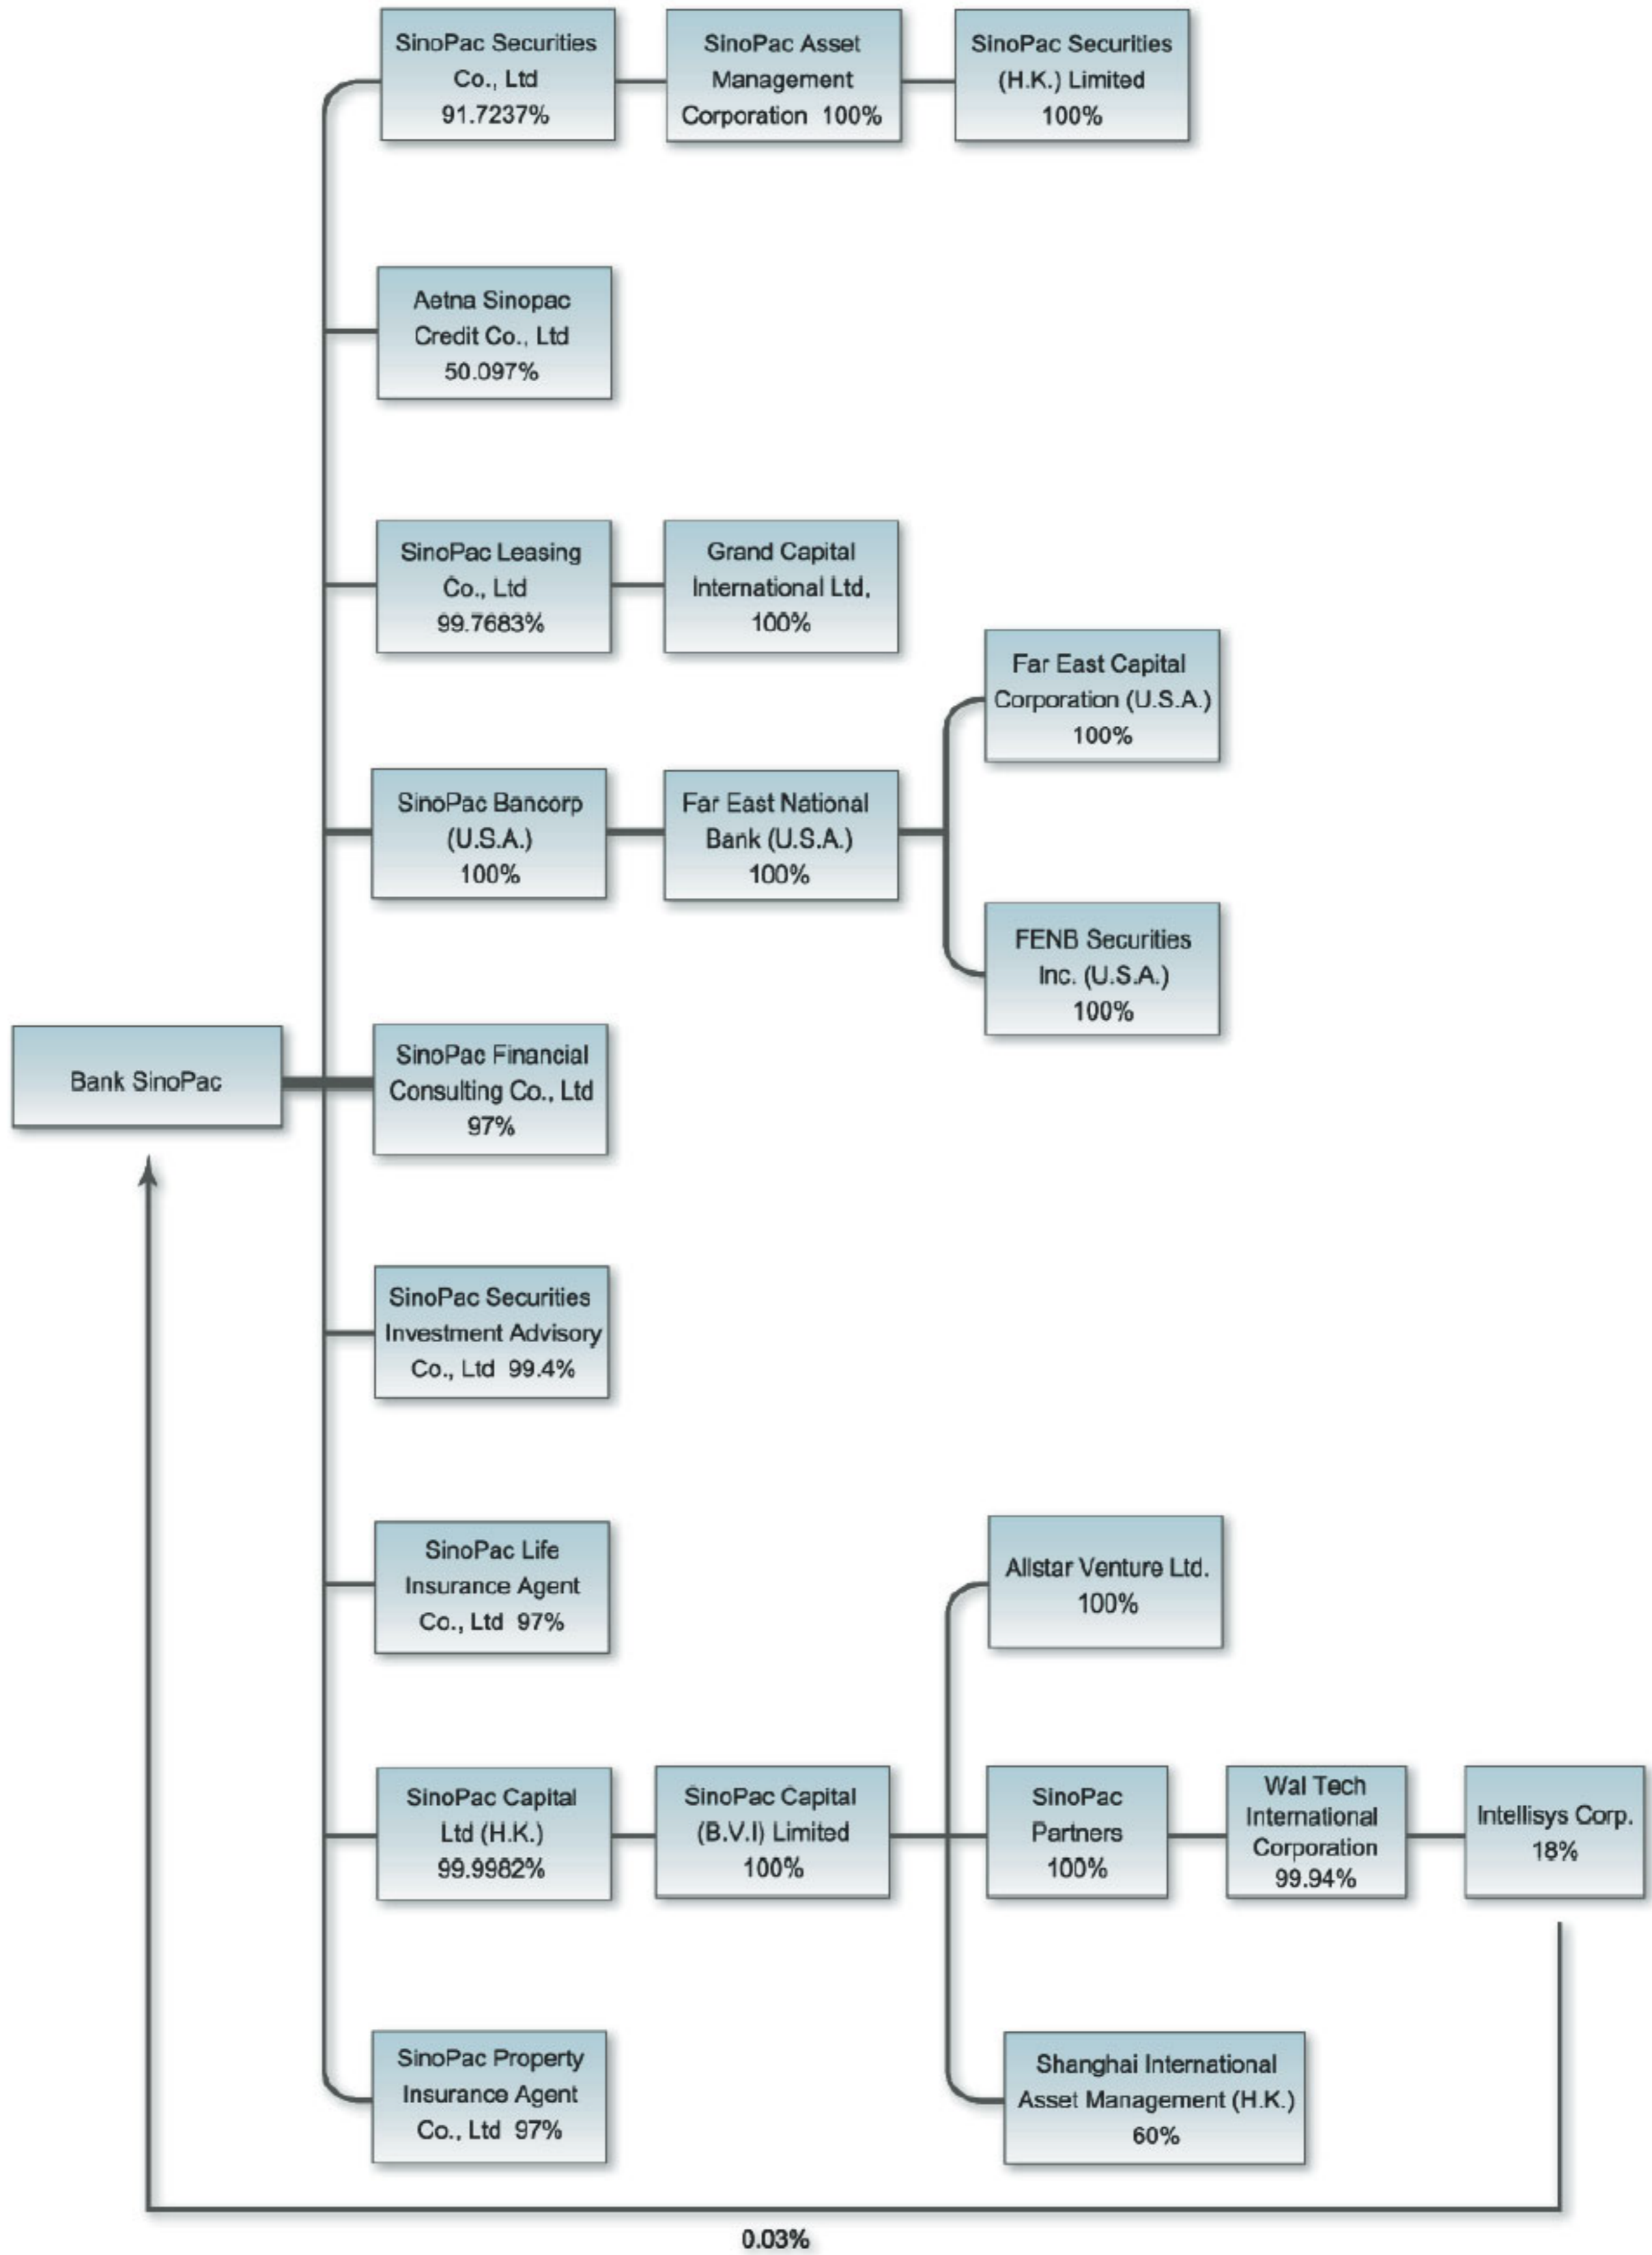 SinoPac Securities
Co., Ltd
91.7237%
SinoPac Asset
Management
Corporation 100%
SinoPac Securities
(H.K.) Limited
100%
Aetna Sinopac
Credit Co., Ltd
50.097%
SinoPac Leasing
Co., Ltd
99.7683%
Grand Capital
International Ltd,
100%
Far East Capital
Corporation (U.S.A.)
100%
SinoPac Bancorp
(U.S.A.)
100%
Far East National
Bank (U.S.A.)
100%
FENB Securities
Inc. (U.S.A.)
100%
Bank SinoPac
SinoPac Financial
Consulting Co., Ltd
97%
SinoPac Securities
Investment Advisory
Co., Ltd 99.4%
SinoPac Life
Insurance Agent
Co., Ltd 97%
Allstar Venture Ltd.
100%
SinoPac Capital
Ltd (H.K.)
99.9982%
SinoPac Capital
(B.V.I) Limited
100%
SinoPac
Partners
100%
Wal Tech
International
Corporation
99.94%
Intellisys Corp.
18%
SinoPac Property
Insurance Agent
Co., Ltd 97%
Shanghai International
Asset Management (H.K.)
60%
0.03%